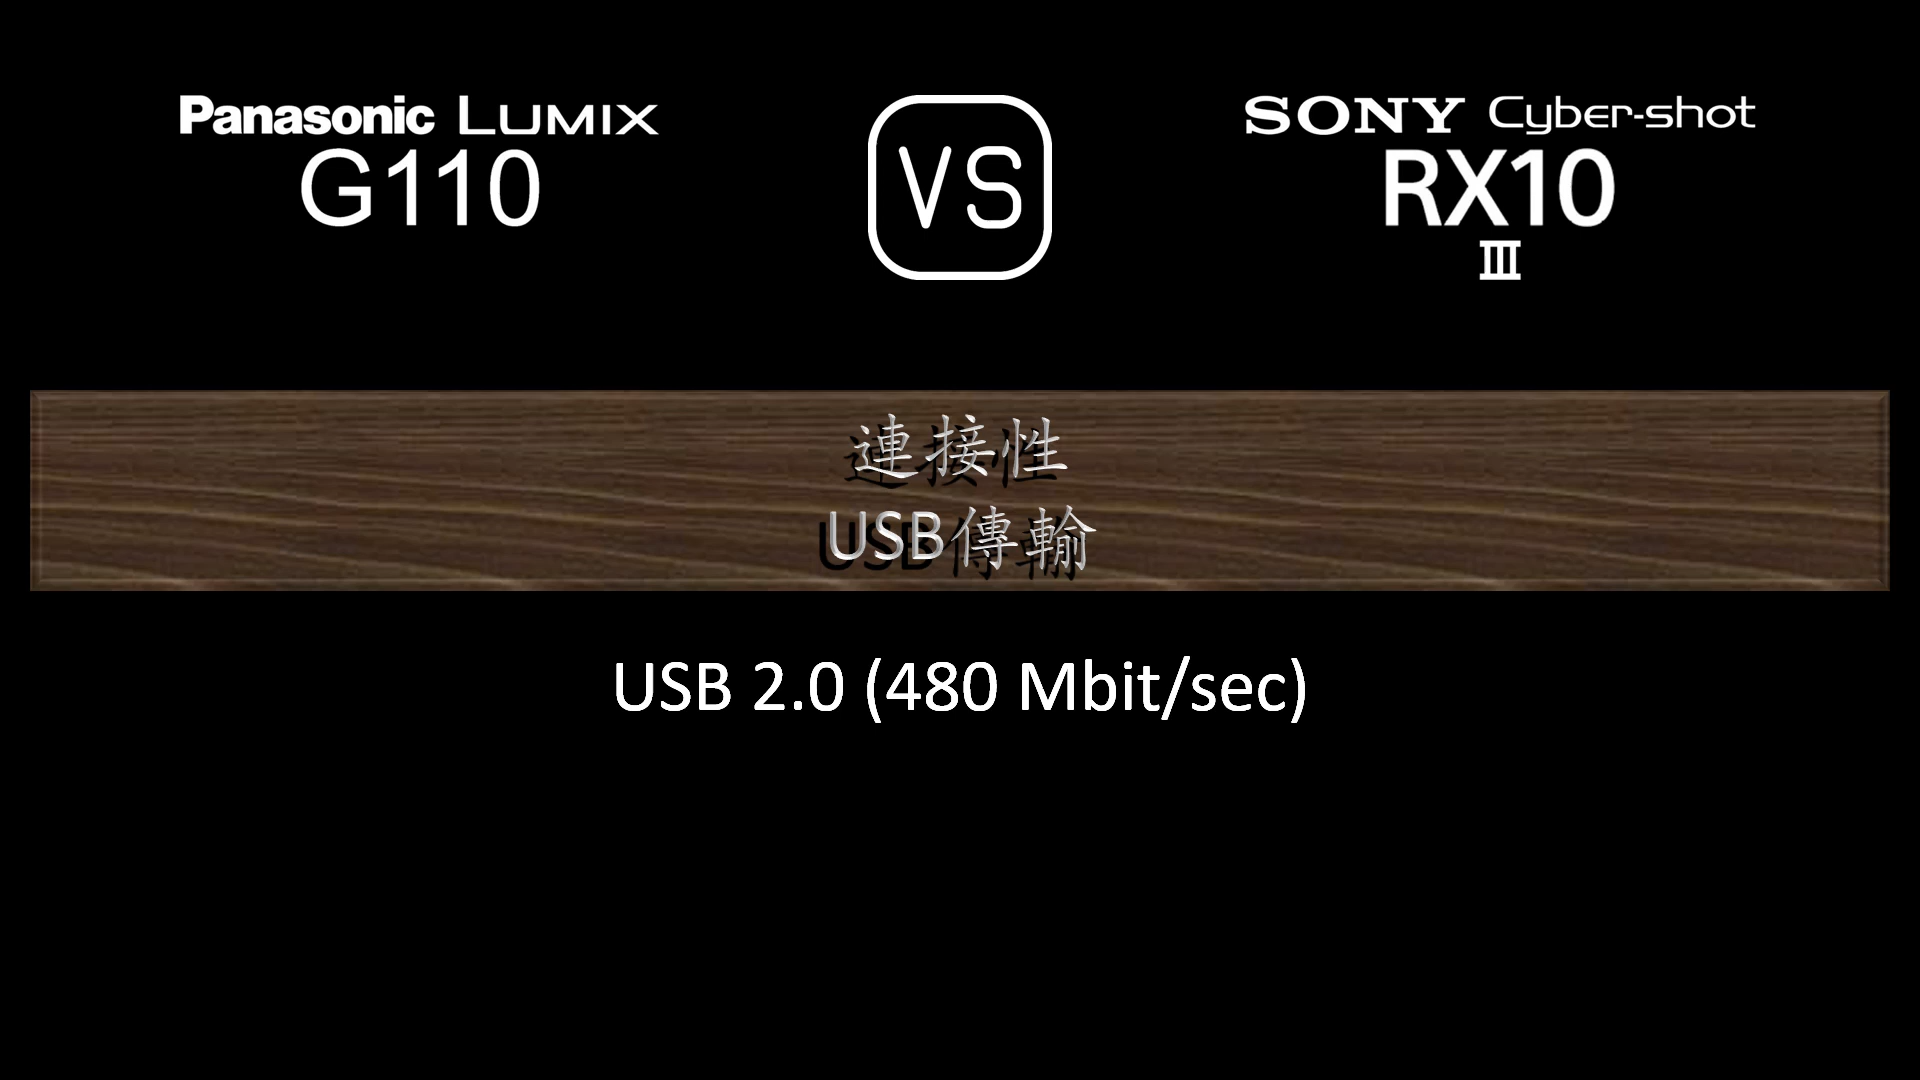 Panasonic LUMIX
G110
VS
SONY Cyber-shot
RX10
III
連接性
USB傳輸
USB 2.0 (480 Mbit/sec)